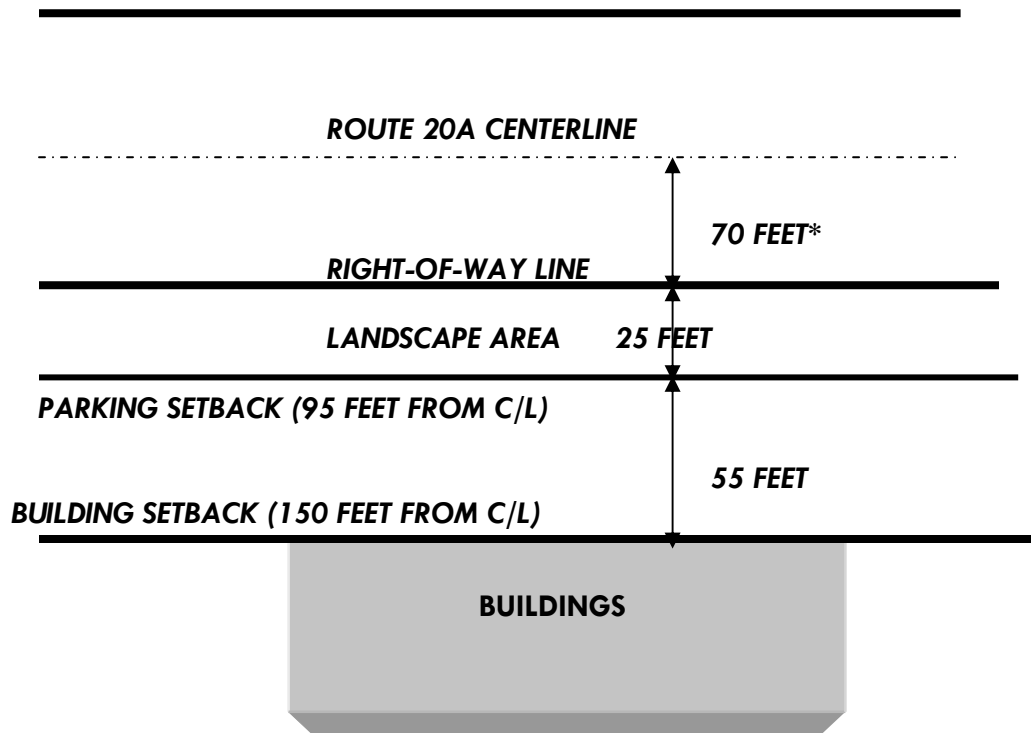 ROUTE 20A CENTERLINE
70 FEET*
RIGHT-OF-WAY LINE
LANDSCAPE AREA 25 FEET
PARKING SETBACK (95 FEET FROM C/L)
55 FEET
BUILDING SETBACK (150 FEET FROM C/L)
BUILDINGS